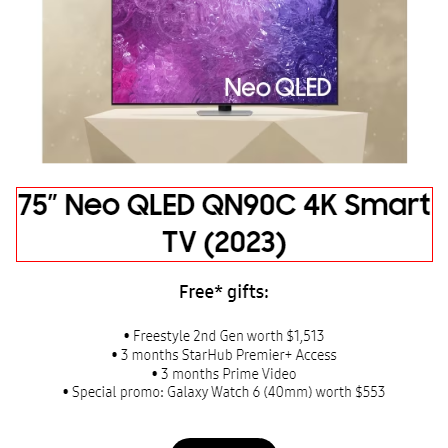 Neo QLED
75” Neo QLED QN90C 4K Smart
TV (2023)
Free* gifts:
• Freestyle 2nd Gen worth $1,513
• 3 months StarHub Premier+ Access
• 3 months Prime Video
• Special promo: Galaxy Watch 6 (40mm) worth $553